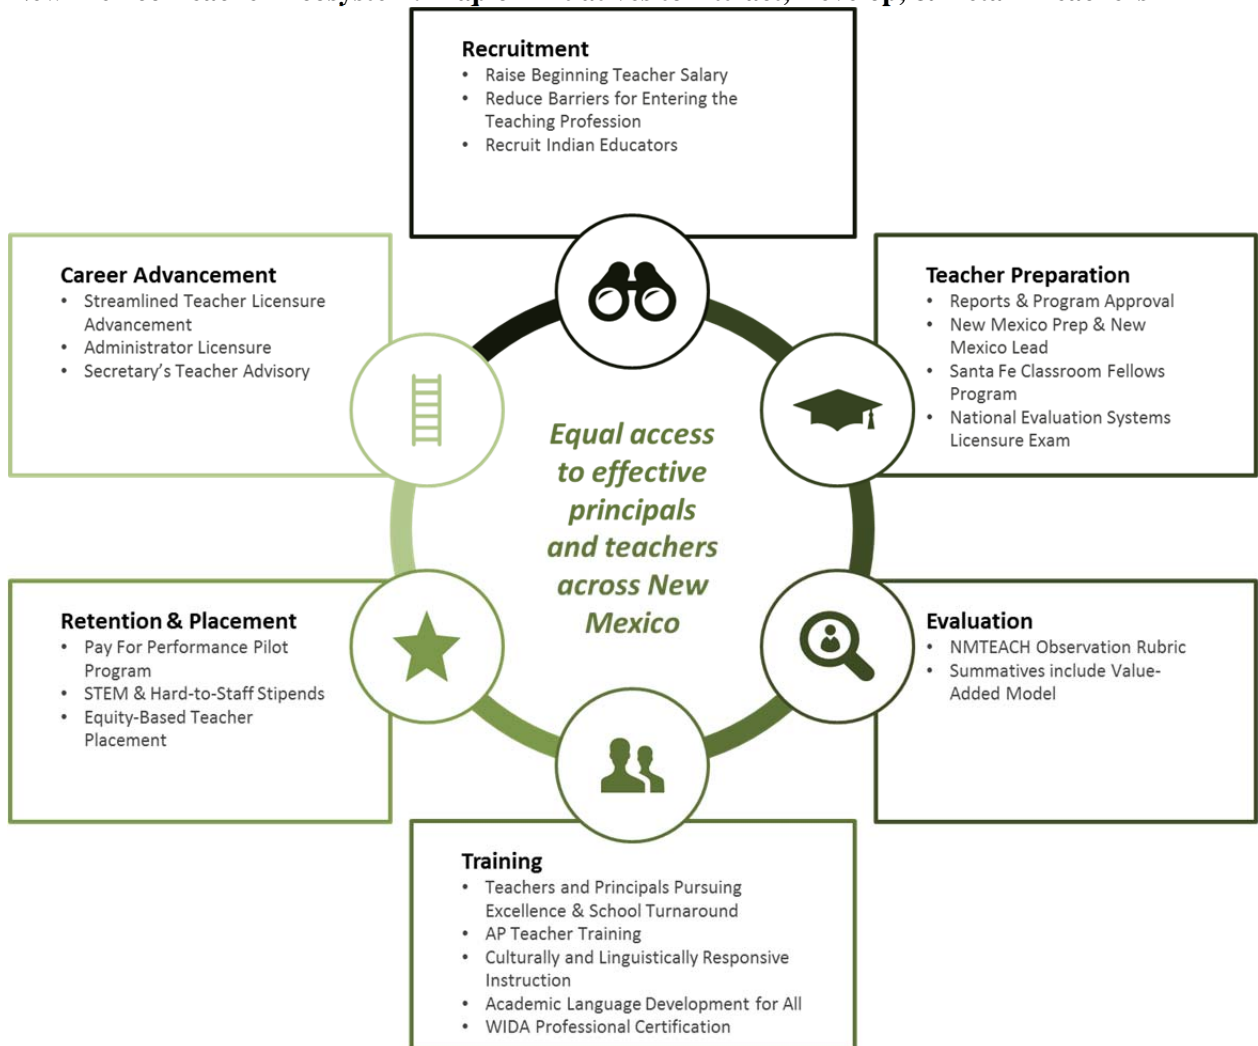 Recruitment
• Raise Beginning Teacher Salary
• Reduce Barriers for Entering the
Teaching Profession
• Recruit Indian Educators
Career Advancement
• Streamlined Teacher Licensure
Advancement
• Administrator Licensure
• Secretary's Teacher Advisory
Teacher Preparation
• Reports & Program Approval
• New Mexico Prep & New
Mexico Lead
• Santa Fe Classroom Fellows
Program
• National Evaluation Systems
Licensure Exam
Equal access
to effective
principals
and teachers
across New
Mexico
Retention & Placement
• Pay For Performance Pilot
Program
• STEM & Hard-to-Staff Stipends
• Equity-Based Teacher
Placement
Evaluation
• NMTEACH Observation Rubric
• Summatives include Value-
Added Model
Training
• Teachers and Principals Pursuing
Excellence & School Turnaround
• AP Teacher Training
• Culturally and Linguistically Responsive
Instruction
• Academic Language Development for All
• WIDA Professional Certification